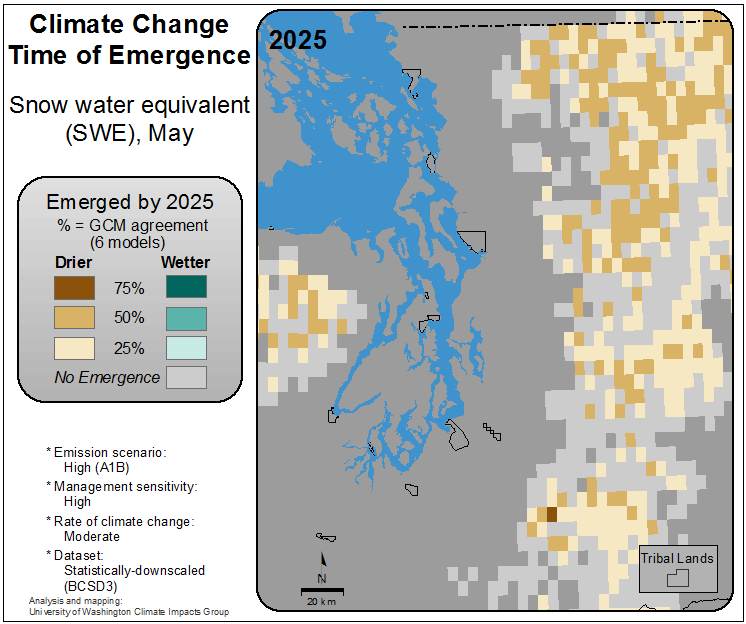 Climate Change
Time of Emergence
Snow water equivalent
(SWE), May
Emerged by 2025
% = GCM agreement
(6 models)
Drier Wetter
75%
50%
25%
No Emergence
* Emission scenario:
High (A1B)
* Management sensitivity:
High
* Rate of climate change:
Moderate
* Dataset:
Statistically-downscaled
(BCSD3)
Analysis and mapping:
University of Washington Climate Impacts Group
2025
N
20 km
Tribal Lands